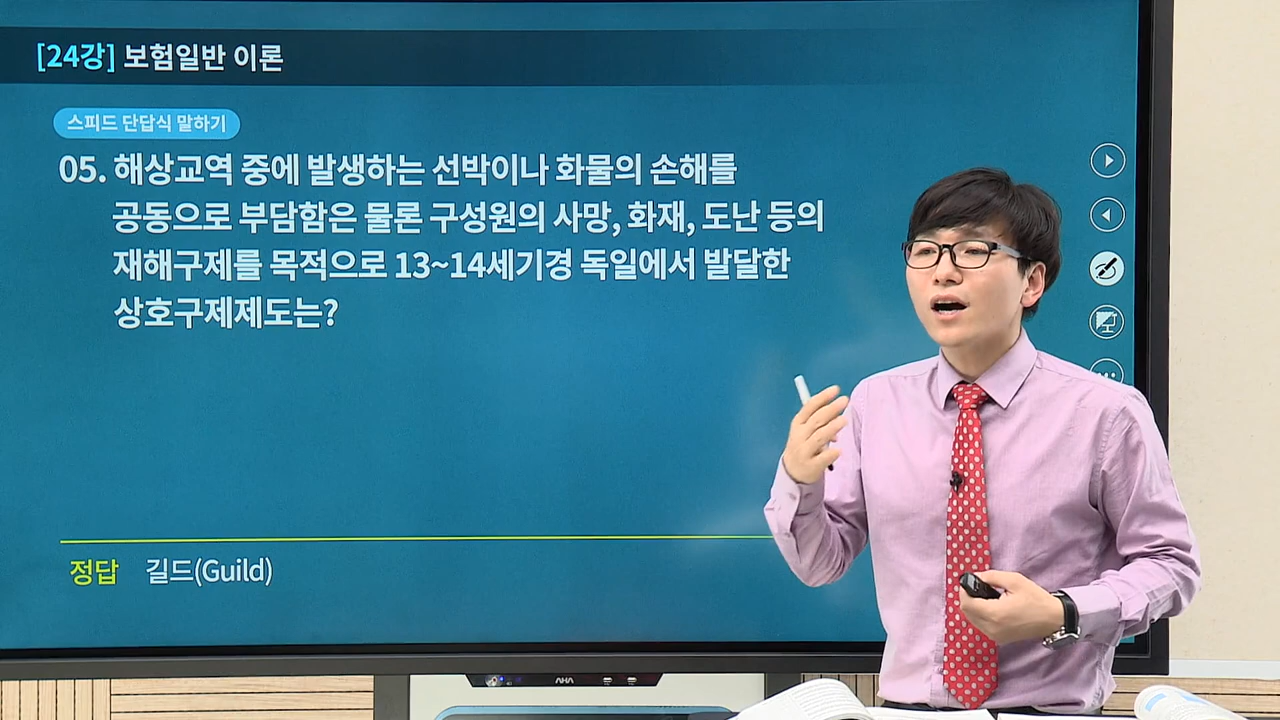 [24강] 보험일반 이론
스피드 단답식 말하기
05. 해상교역 중에 발생하는 선박이나 화물의 손해를
공동으로 부담함은 물론 구성원의 사망, 화재, 도난 등의
재해구제를 목적으로 13~14세기경 독일에서 발달한
상호구제제도는?
정답 길드(Guild)
AHA